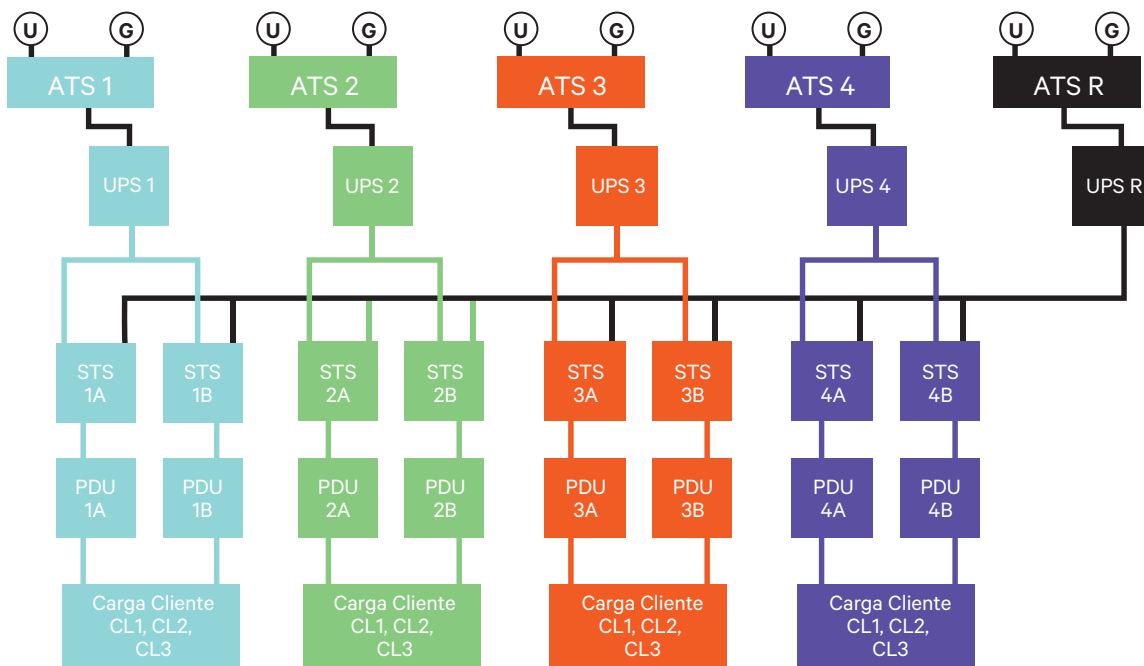 U G U G U G U G U G
ATS 1 ATS 2 ATS 3 ATS 4 ATS R
UPS 1 UPS 2 UPS 3 UPS 4 UPS R
STS STS STS STS STS STS STS STS
1A 1B 2A 2B 3A 3B 4A 4B
PDU PDU PDU PDU PDU PDU PDU PDU
1A 1B 2A 2B 3A 3B 4A 4B
Carga Cliente Carga Cliente Carga Cliente Carga Cliente
CL1, CL2, CL1, CL2, CL1, CL2, CL1, CL2,
CL3 CL3 CL3 CL3